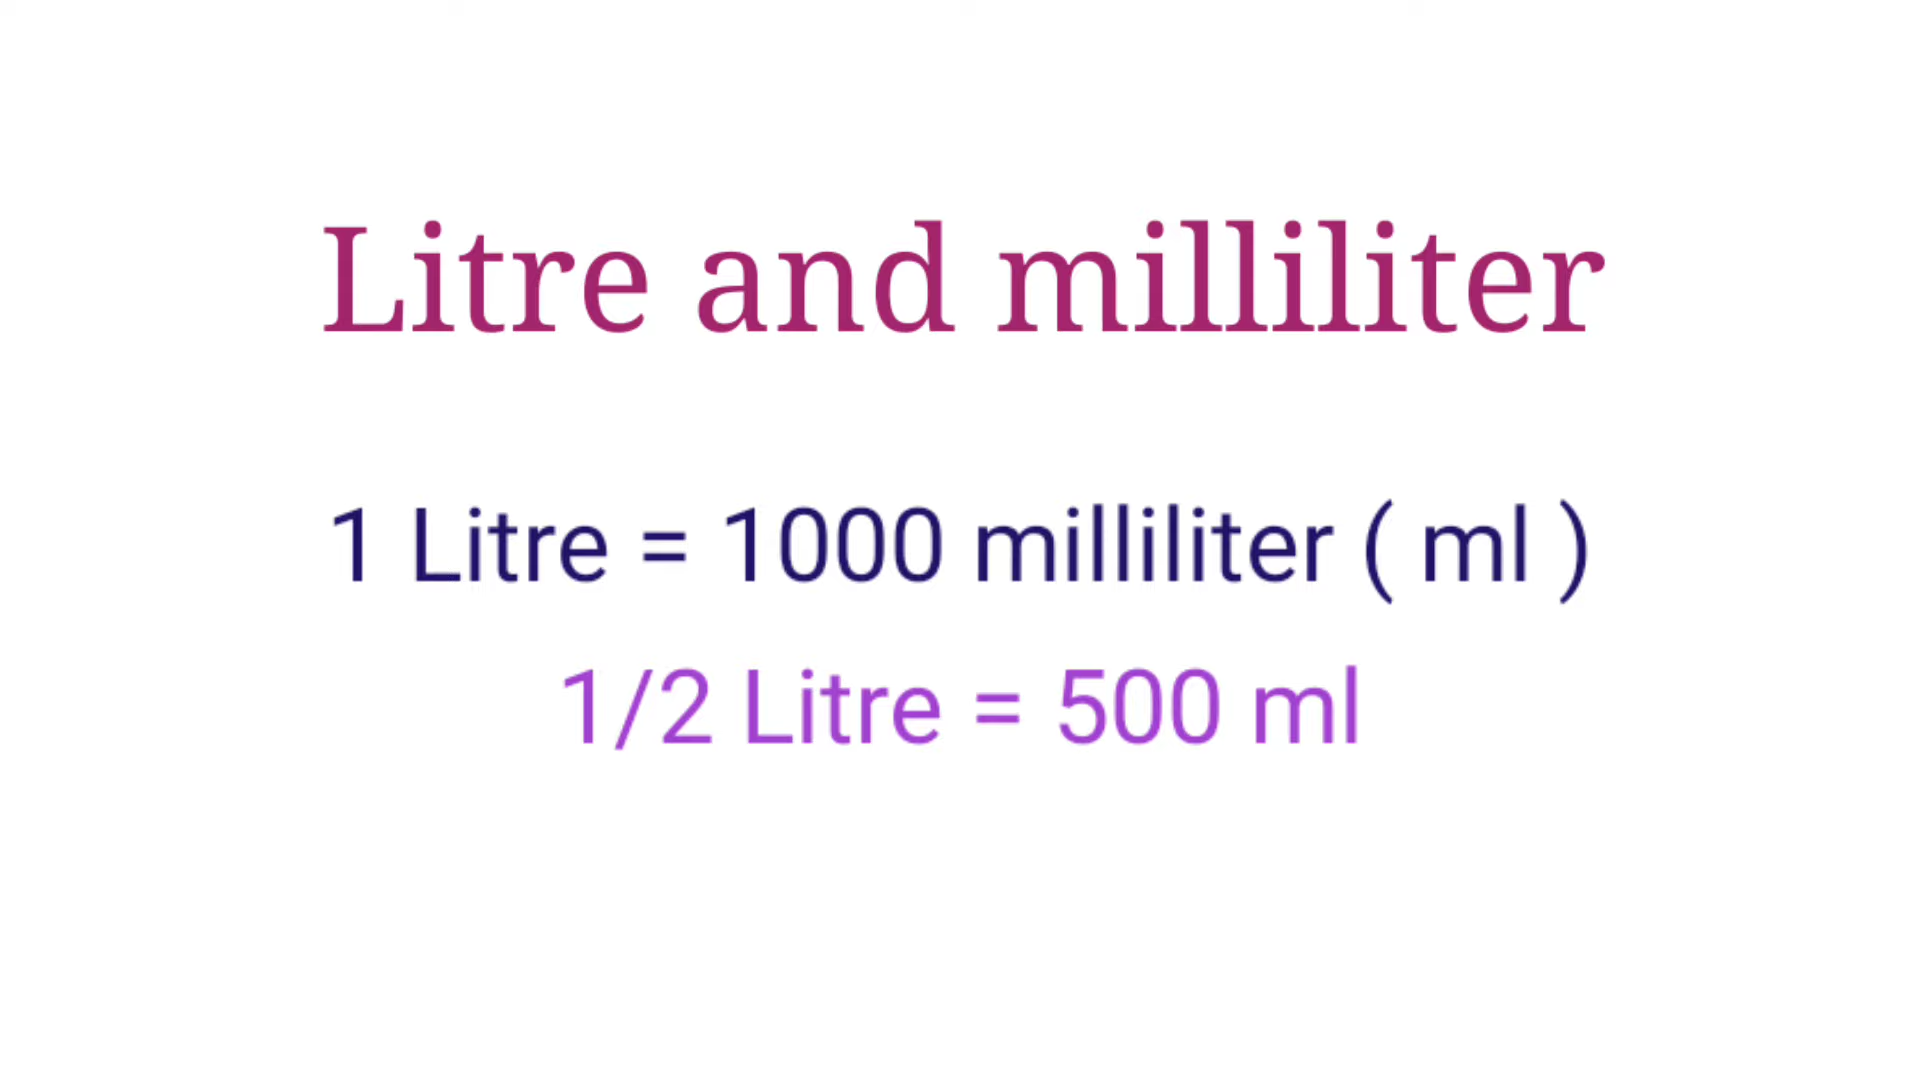 Litre and milliliter
1 Litre = 1000 milliliter ( ml )
1/2 Litre = 500 ml